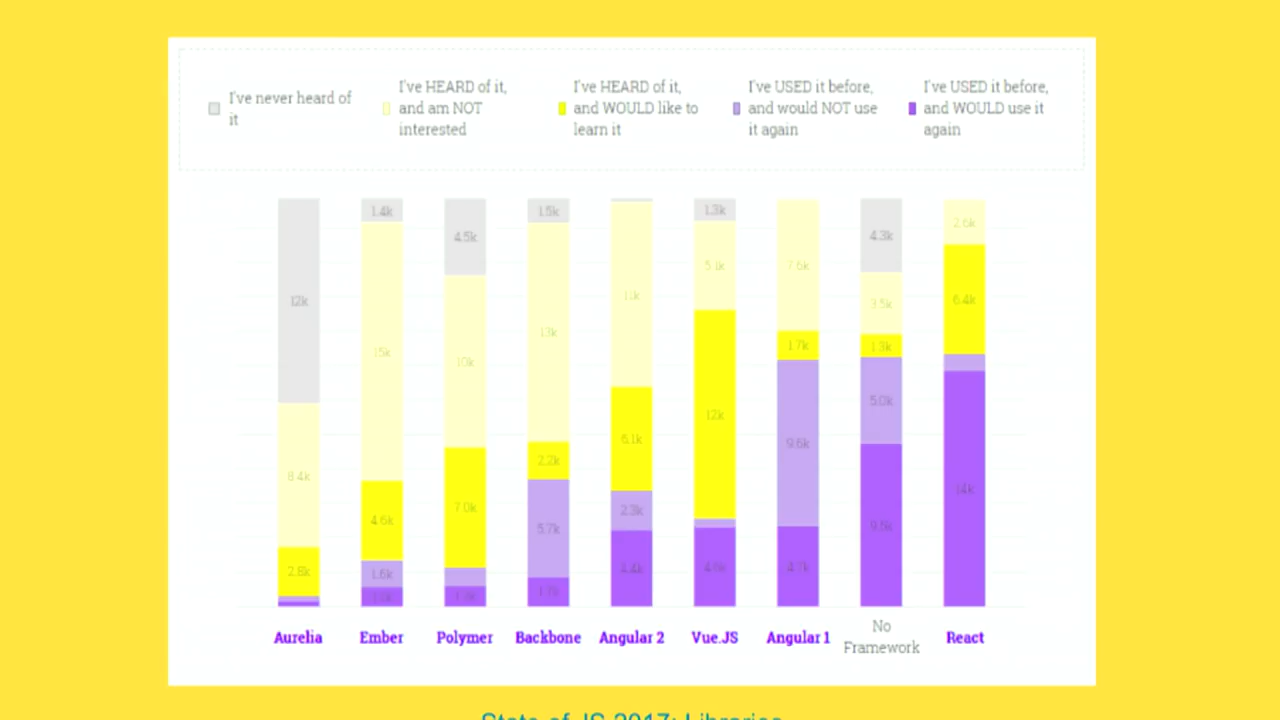 I've never heard of
it
I've HEARD of it,
and am NOT
interested
I've HEARD of it,
and WOULD like to
learn it
I've USED it before,
and would NOT use
it again
I've USED it before,
and WOULD use it
again
12k
8.4k
2.8k
1.4k
15k
4.6k
1.6k
4.5k
10k
7.0k
1.5k
13k
2.2k
5.7k
11k
6.1k
2.3k
1.3k
5.1k
12k
7.6k
1.7k
9.6k
4.7k
4.3k
3.5k
1.3k
5.0k
2.6k
6.4k
14k
Aurelia
Ember
Polymer
Backbone
Angular 2
Vue.JS
Angular 1
No
Framework
React
State of JS 2017: Libraries